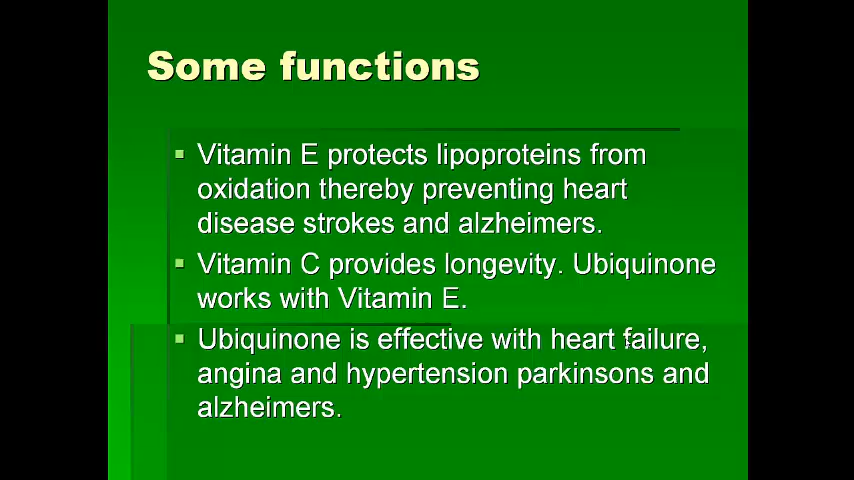 Some functions
Vitamin E protects lipoproteins from
oxidation thereby preventing heart
disease strokes and alzheimers.
Vitamin C provides longevity. Ubiquinone
works with Vitamin E.
Ubiquinone is effective with heart failure,
angina and hypertension parkinsons and
alzheimers.